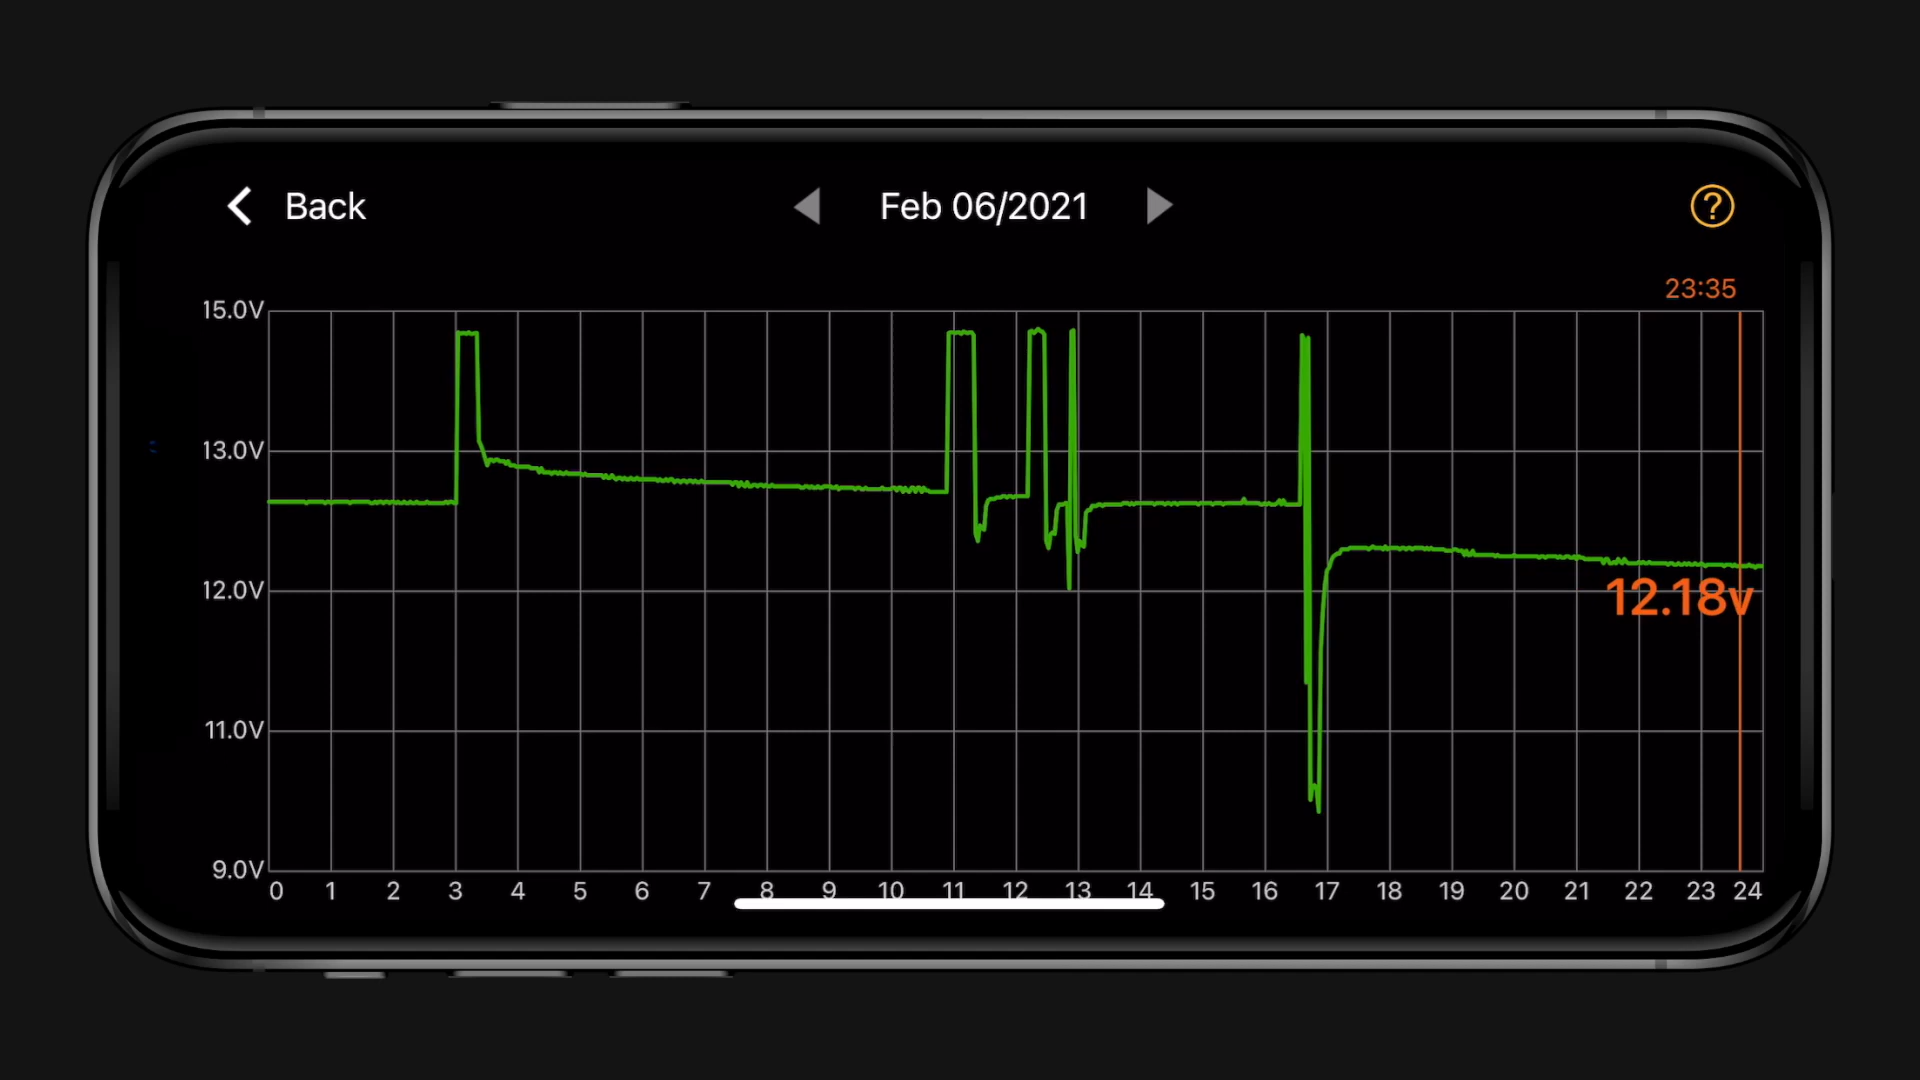 Back
Feb 06/2021
?
23:35
15.0V
13.0V
12.0V
12.18v
11.0V
9.0V
0 1 2 3 4 5 6 7 8 9 10 11 12 13 14 15 16 17 18 19 20 21 22 23 24